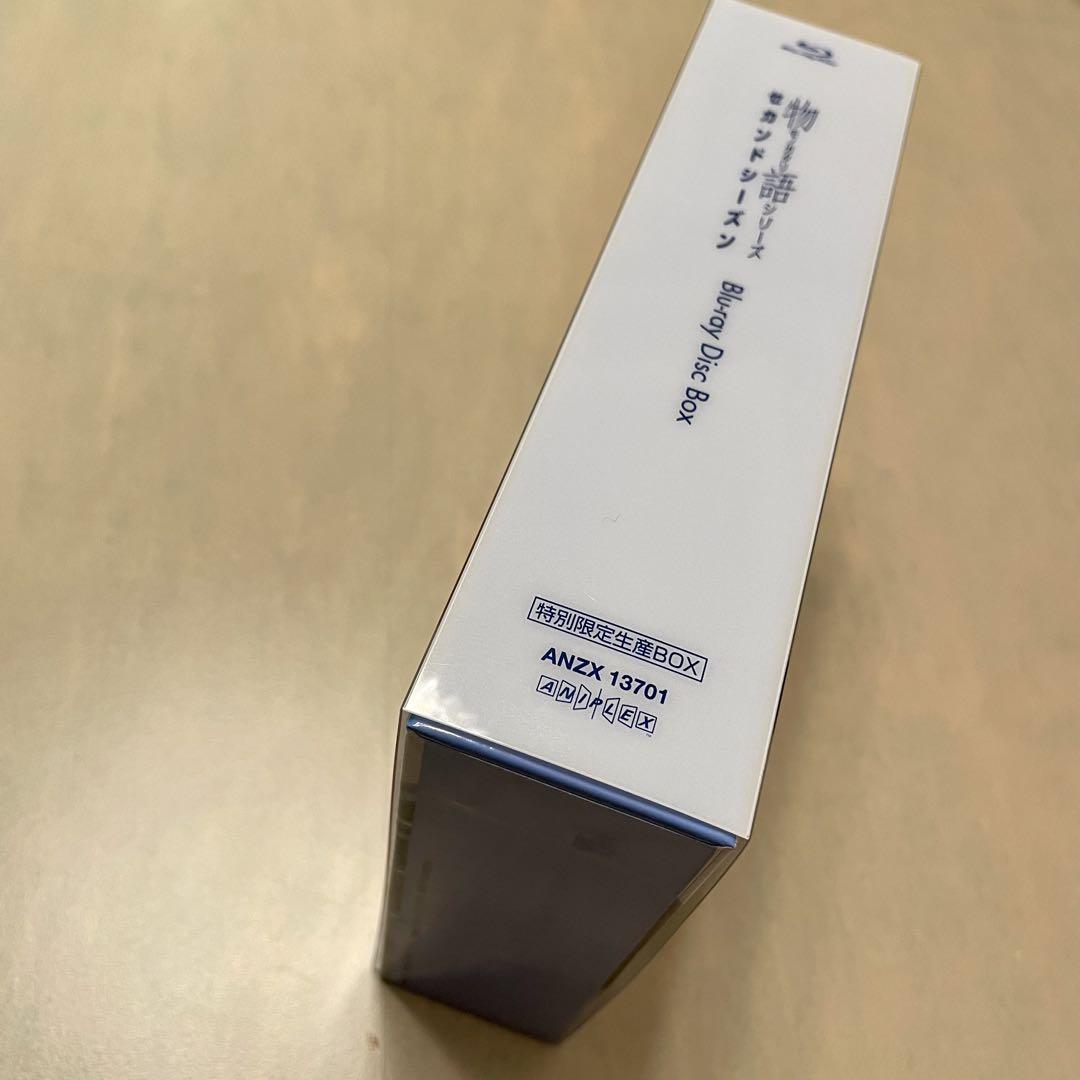 物語シリーズ
セカンドシーズン
Blu-ray Disc Box
特別限定生産BOX
ANZX 13701
ANIPLEX